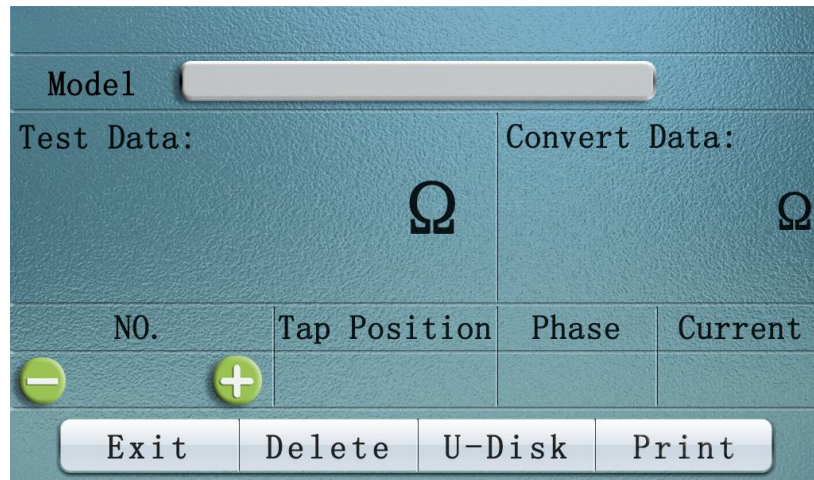 Model
Test Data: Convert Data:
Ω Ω
NO. Tap Position Phase Current
Exit Delete U-Disk Print